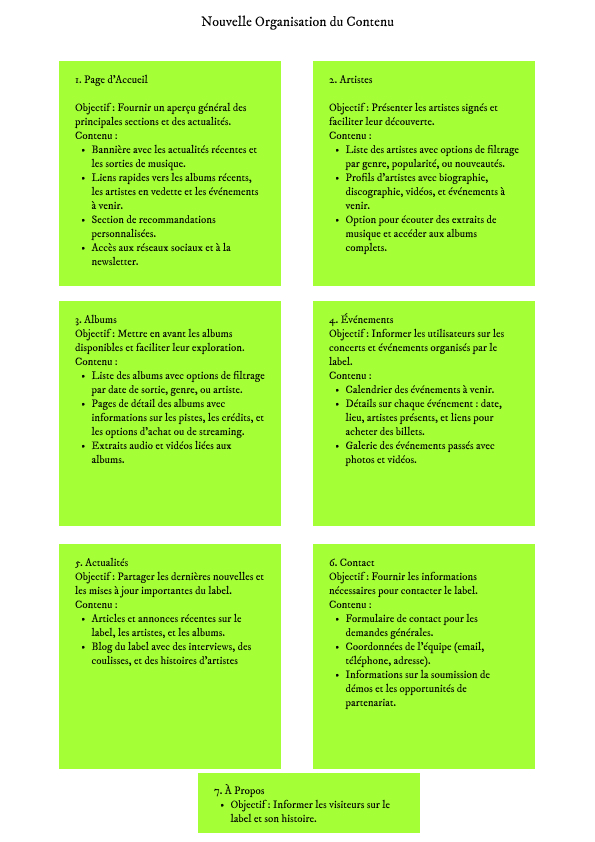 Nouvelle Organisation du Contenu
1. Page d'Accueil
Objectif : Fournir un aperçu général des
principales sections et des actualités.
Contenu :
• Bannière avec les actualités récentes et
les sorties de musique.
• Liens rapides vers les albums récents,
les artistes en vedette et les événements
à venir.
• Section de recommandations
personnalisées.
• Accès aux réseaux sociaux et à la
newsletter.
2. Artistes
Objectif : Présenter les artistes signés et
faciliter leur découverte.
Contenu :
• Liste des artistes avec options de filtrage
par genre, popularité, ou nouveautés.
• Profils d'artistes avec biographie,
discographie, vidéos, et événements à
venir.
• Option pour écouter des extraits de
musique et accéder aux albums
complets.
3. Albums
Objectif : Mettre en avant les albums
disponibles et faciliter leur exploration.
Contenu :
• Liste des albums avec options de filtrage
par date de sortie, genre, ou artiste.
• Pages de détail des albums avec
informations sur les pistes, les crédits, et
les options d'achat ou de streaming.
• Extraits audio et vidéos liées aux
albums.
4. Événements
Objectif : Informer les utilisateurs sur les
concerts et événements organisés par le
label.
Contenu :
• Calendrier des événements à venir.
• Détails sur chaque événement : date,
lieu, artistes présents, et liens pour
acheter des billets.
• Galerie des événements passés avec
photos et vidéos.
5. Actualités
Objectif : Partager les dernières nouvelles et
les mises à jour importantes du label.
Contenu :
• Articles et annonces récentes sur le
label, les artistes, et les albums.
• Blog du label avec des interviews, des
coulisses, et des histoires d'artistes
6. Contact
Objectif : Fournir les informations
nécessaires pour contacter le label.
Contenu :
• Formulaire de contact pour les
demandes générales.
• Coordonnées de l'équipe (email,
téléphone, adresse).
• Informations sur la soumission de
démos et les opportunités de
partenariat.
7. À Propos
• Objectif : Informer les visiteurs sur le
label et son histoire.